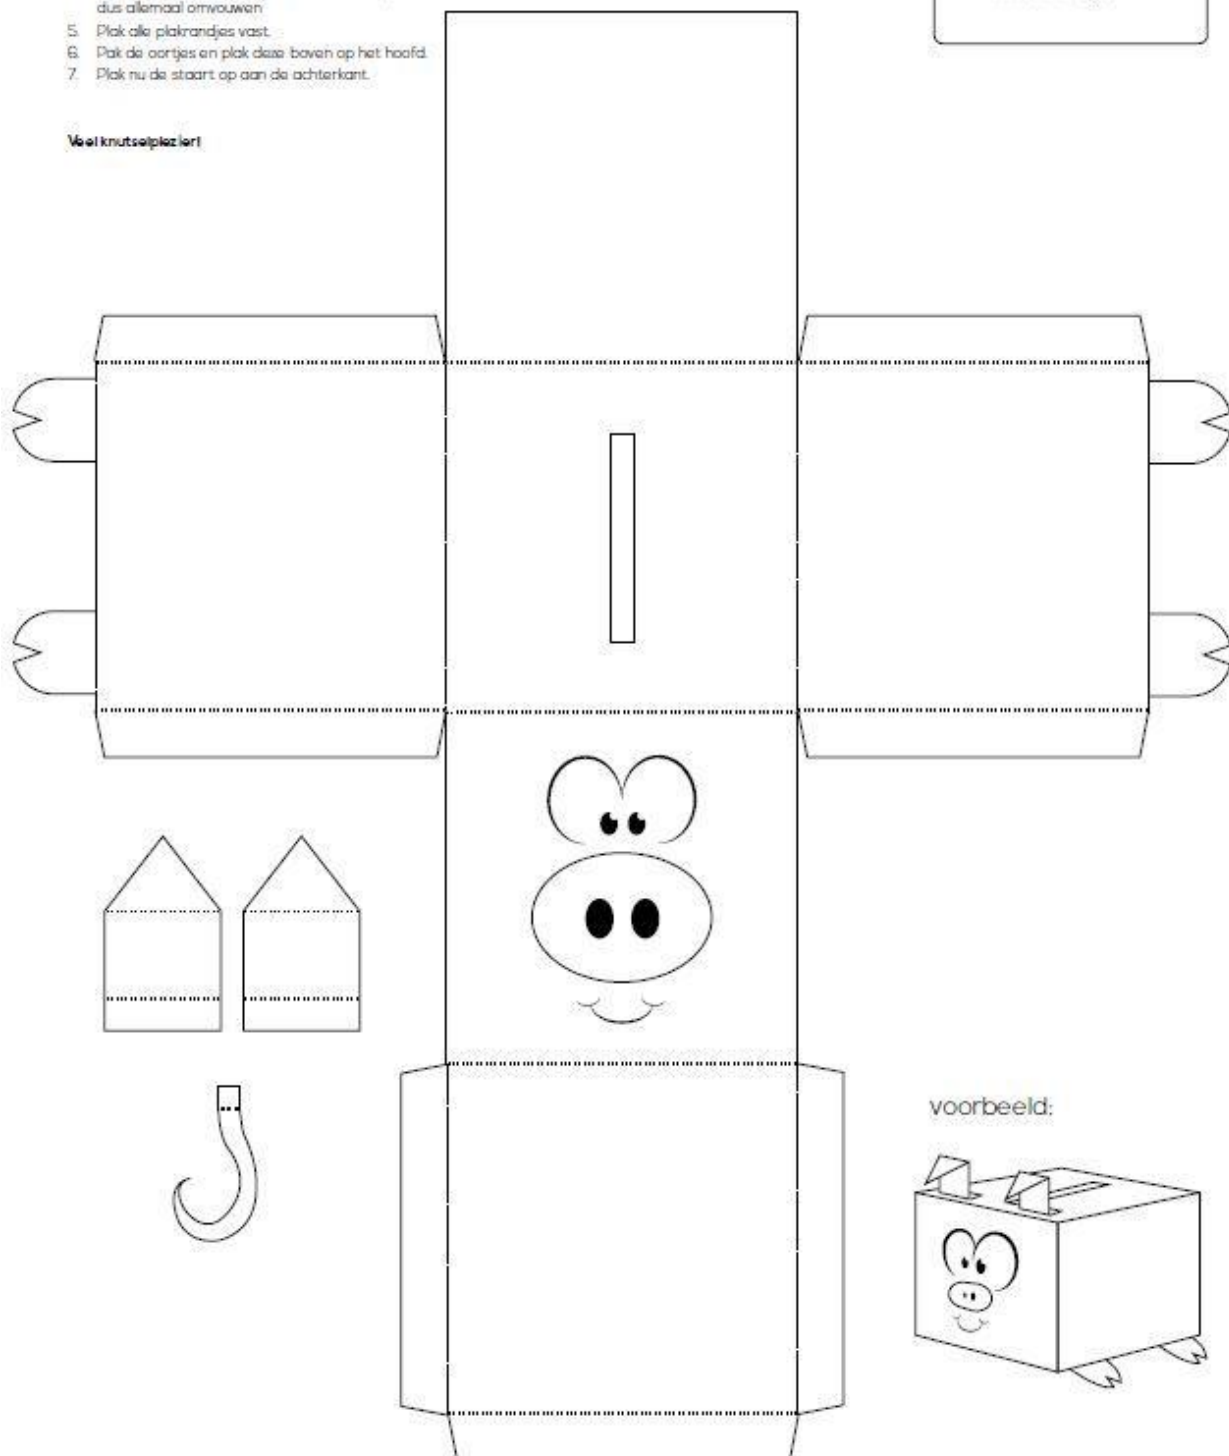 dus allemaal omvouwen
5. Plak alle plakrandjes vast.
6. Pak de oortjes en plak deze boven op het hoofd.
7. Plak nu de staart op aan de achterkant.
Veel knutselplezier!
voorbeeld: